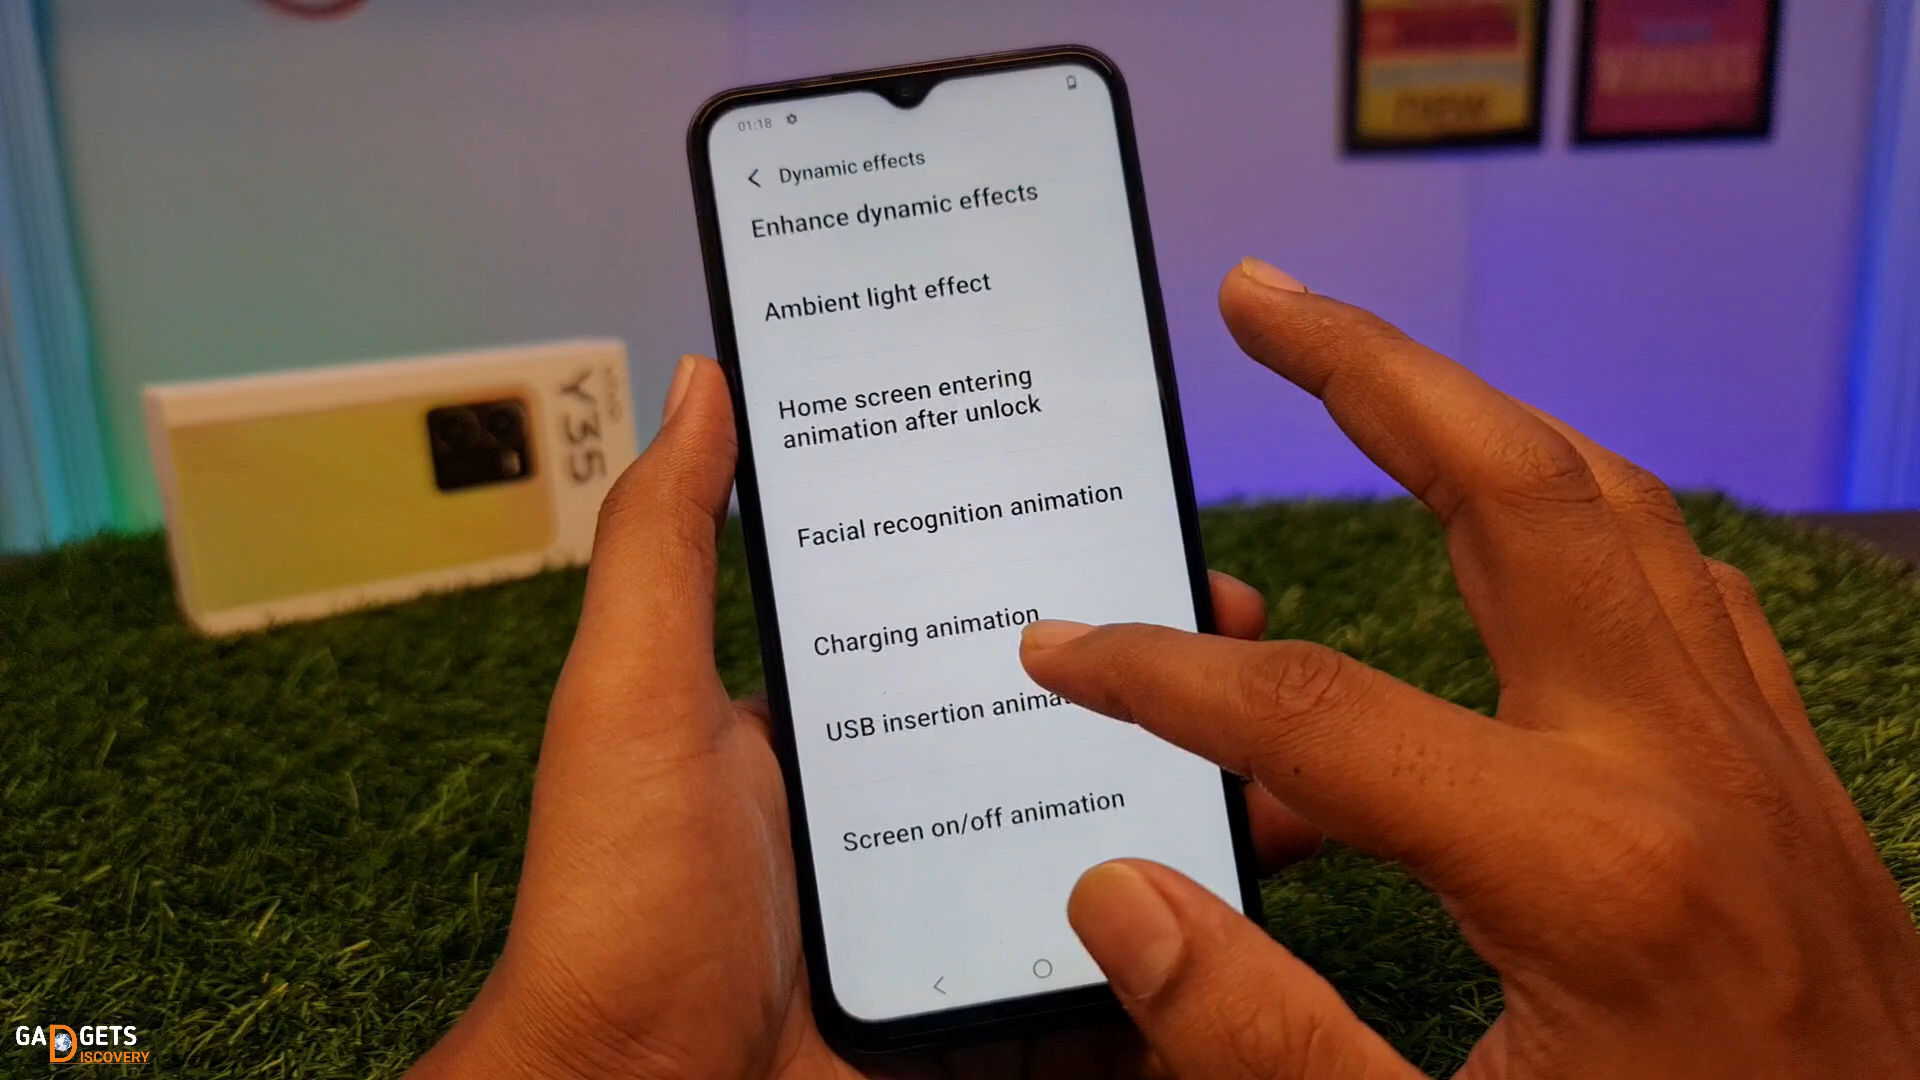 01:18
Dynamic effects
Enhance dynamic effects
Ambient light effect
Home screen entering
animation after unlock
Facial recognition animation
Charging animation
USB insertion
Screen on/off animation
vivo
Y35
GADGETS
DISCOVERY